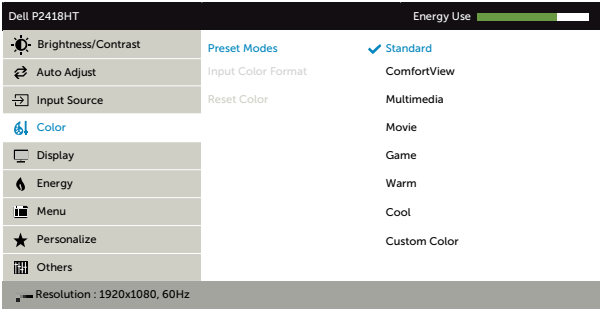 Dell P2418HT Energy Use
Brightness/Contrast Preset Modes Standard
Auto Adjust Input Color Format ComfortView
Input Source Reset Color Multimedia
Color Movie
Display Game
Energy Warm
Menu Cool
Personalize Custom Color
Others
Resolution : 1920x1080, 60Hz